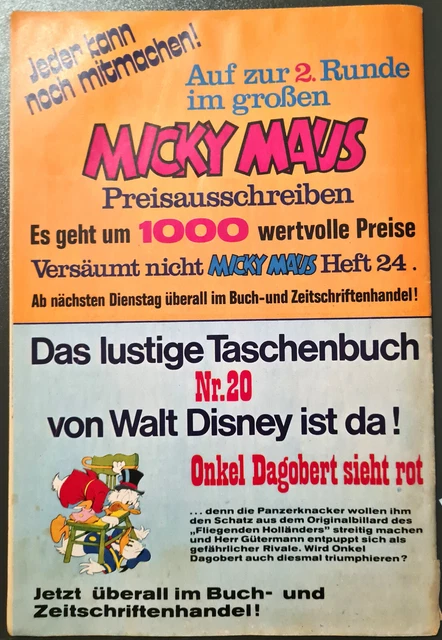 Jeder kann
noch mitmachen!
Auf zur 2. Runde
im großen
MICKY MAUS
Preisausschreiben
Es geht um 1000 wertvolle Preise
Versäumt nicht MICKY MAUS Heft 24.
Ab nächsten Dienstag überall im Buch-und Zeitschriftenhandel!
Das lustige Taschenbuch
Nr.20
von Walt Disney ist da!
Onkel Dagobert sieht rot
...denn die Panzerknacker wollen ihm
den Schatz aus dem Originalbillard des
„Fliegenden Holländers" streitig machen
und Herr Gütermann entpuppt sich als
gefährlicher Rivale. Wird Onkel
Dagobert auch diesmal triumphieren?
Jetzt überall im Buch- und
Zeitschriftenhandel!